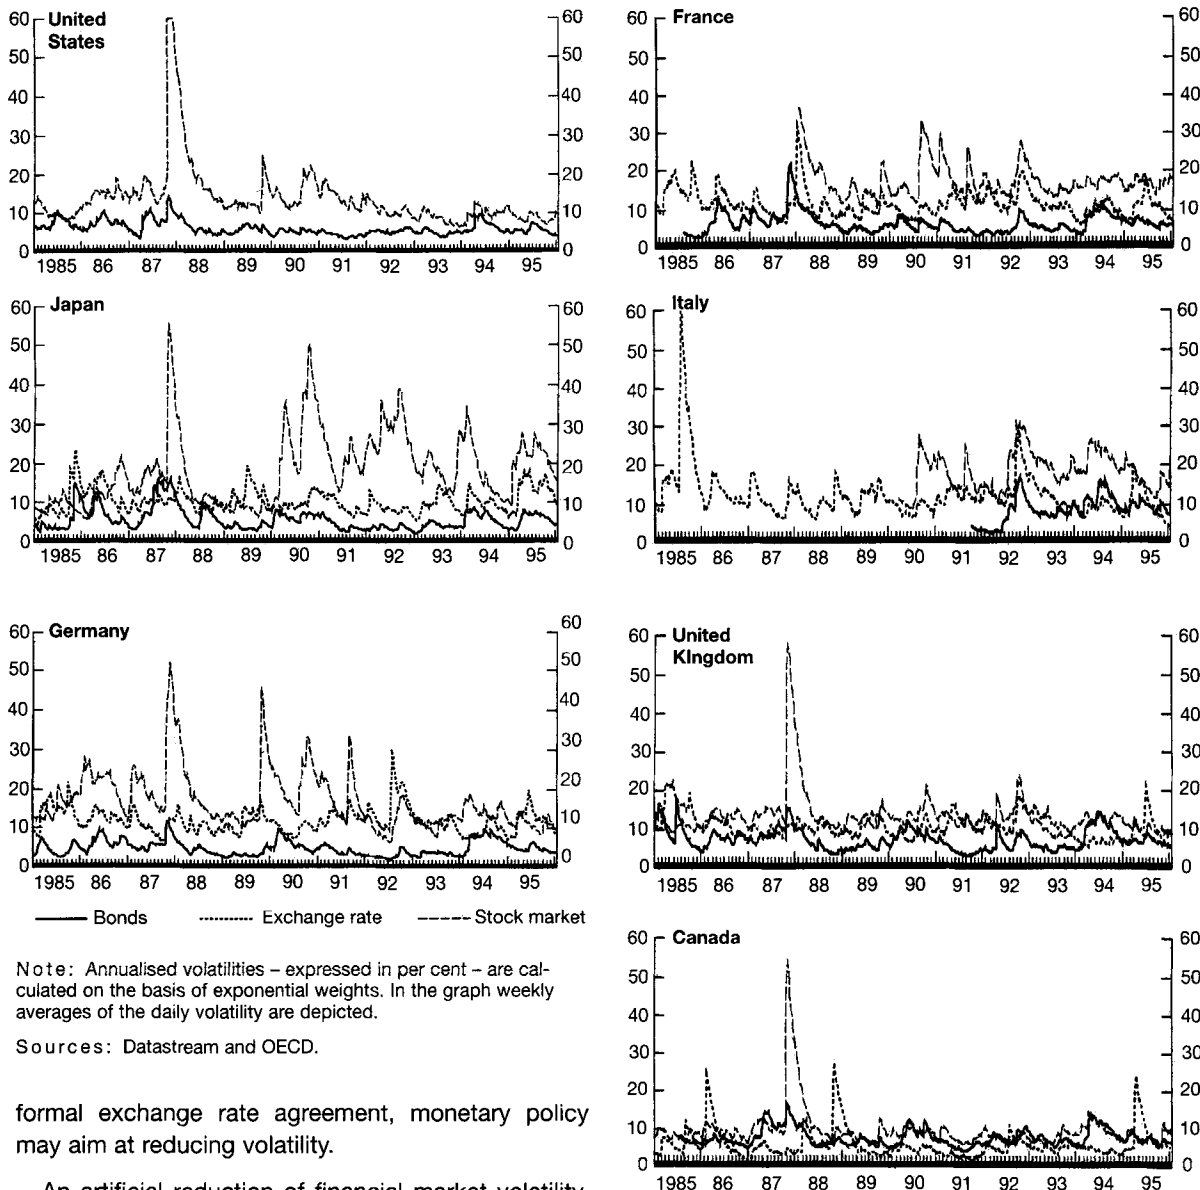 United
States
60 50 40 30 20 10 0
60 50 40 30 20 10 0
1985 86 87 88 89 90 91 92 93 94 95
France
60 50 40 30 20 10 0
60 50 40 30 20 10 0
1985 86 87 88 89 90 91 92 93 94 95
Japan
60 50 40 30 20 10 0
60 50 40 30 20 10 0
1985 86 87 88 89 90 91 92 93 94 95
Italy
60 50 40 30 20 10 0
60 50 40 30 20 10 0
1985 86 87 88 89 90 91 92 93 94 95
Germany
60 50 40 30 20 10 0
60 50 40 30 20 10 0
1985 86 87 88 89 90 91 92 93 94 95
United
KIngdom
60 50 40 30 20 10 0
60 50 40 30 20 10 0
1985 86 87 88 89 90 91 92 93 94 95
Bonds Exchange rate Stock market
Canada
60 50 40 30 20 10 0
60 50 40 30 20 10 0
1985 86 87 88 89 90 91 92 93 94 95
Note: Annualised volatilities – expressed in per cent – are cal-
culated on the basis of exponential weights. In the graph weekly
averages of the daily volatility are depicted.
Sources: Datastream and OECD.
formal exchange rate agreement, monetary policy
may aim at reducing volatility.
An artificial reduction of financial market volatility,